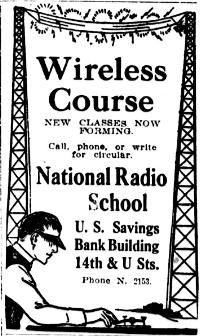 Wireless
Course
NEW CLASSES NOW
FORMING.
Call, phone, or write
for circular.
National Radio
School
U. S. Savings
Bank Building
14th & U Sts.
Phone N. 2153.